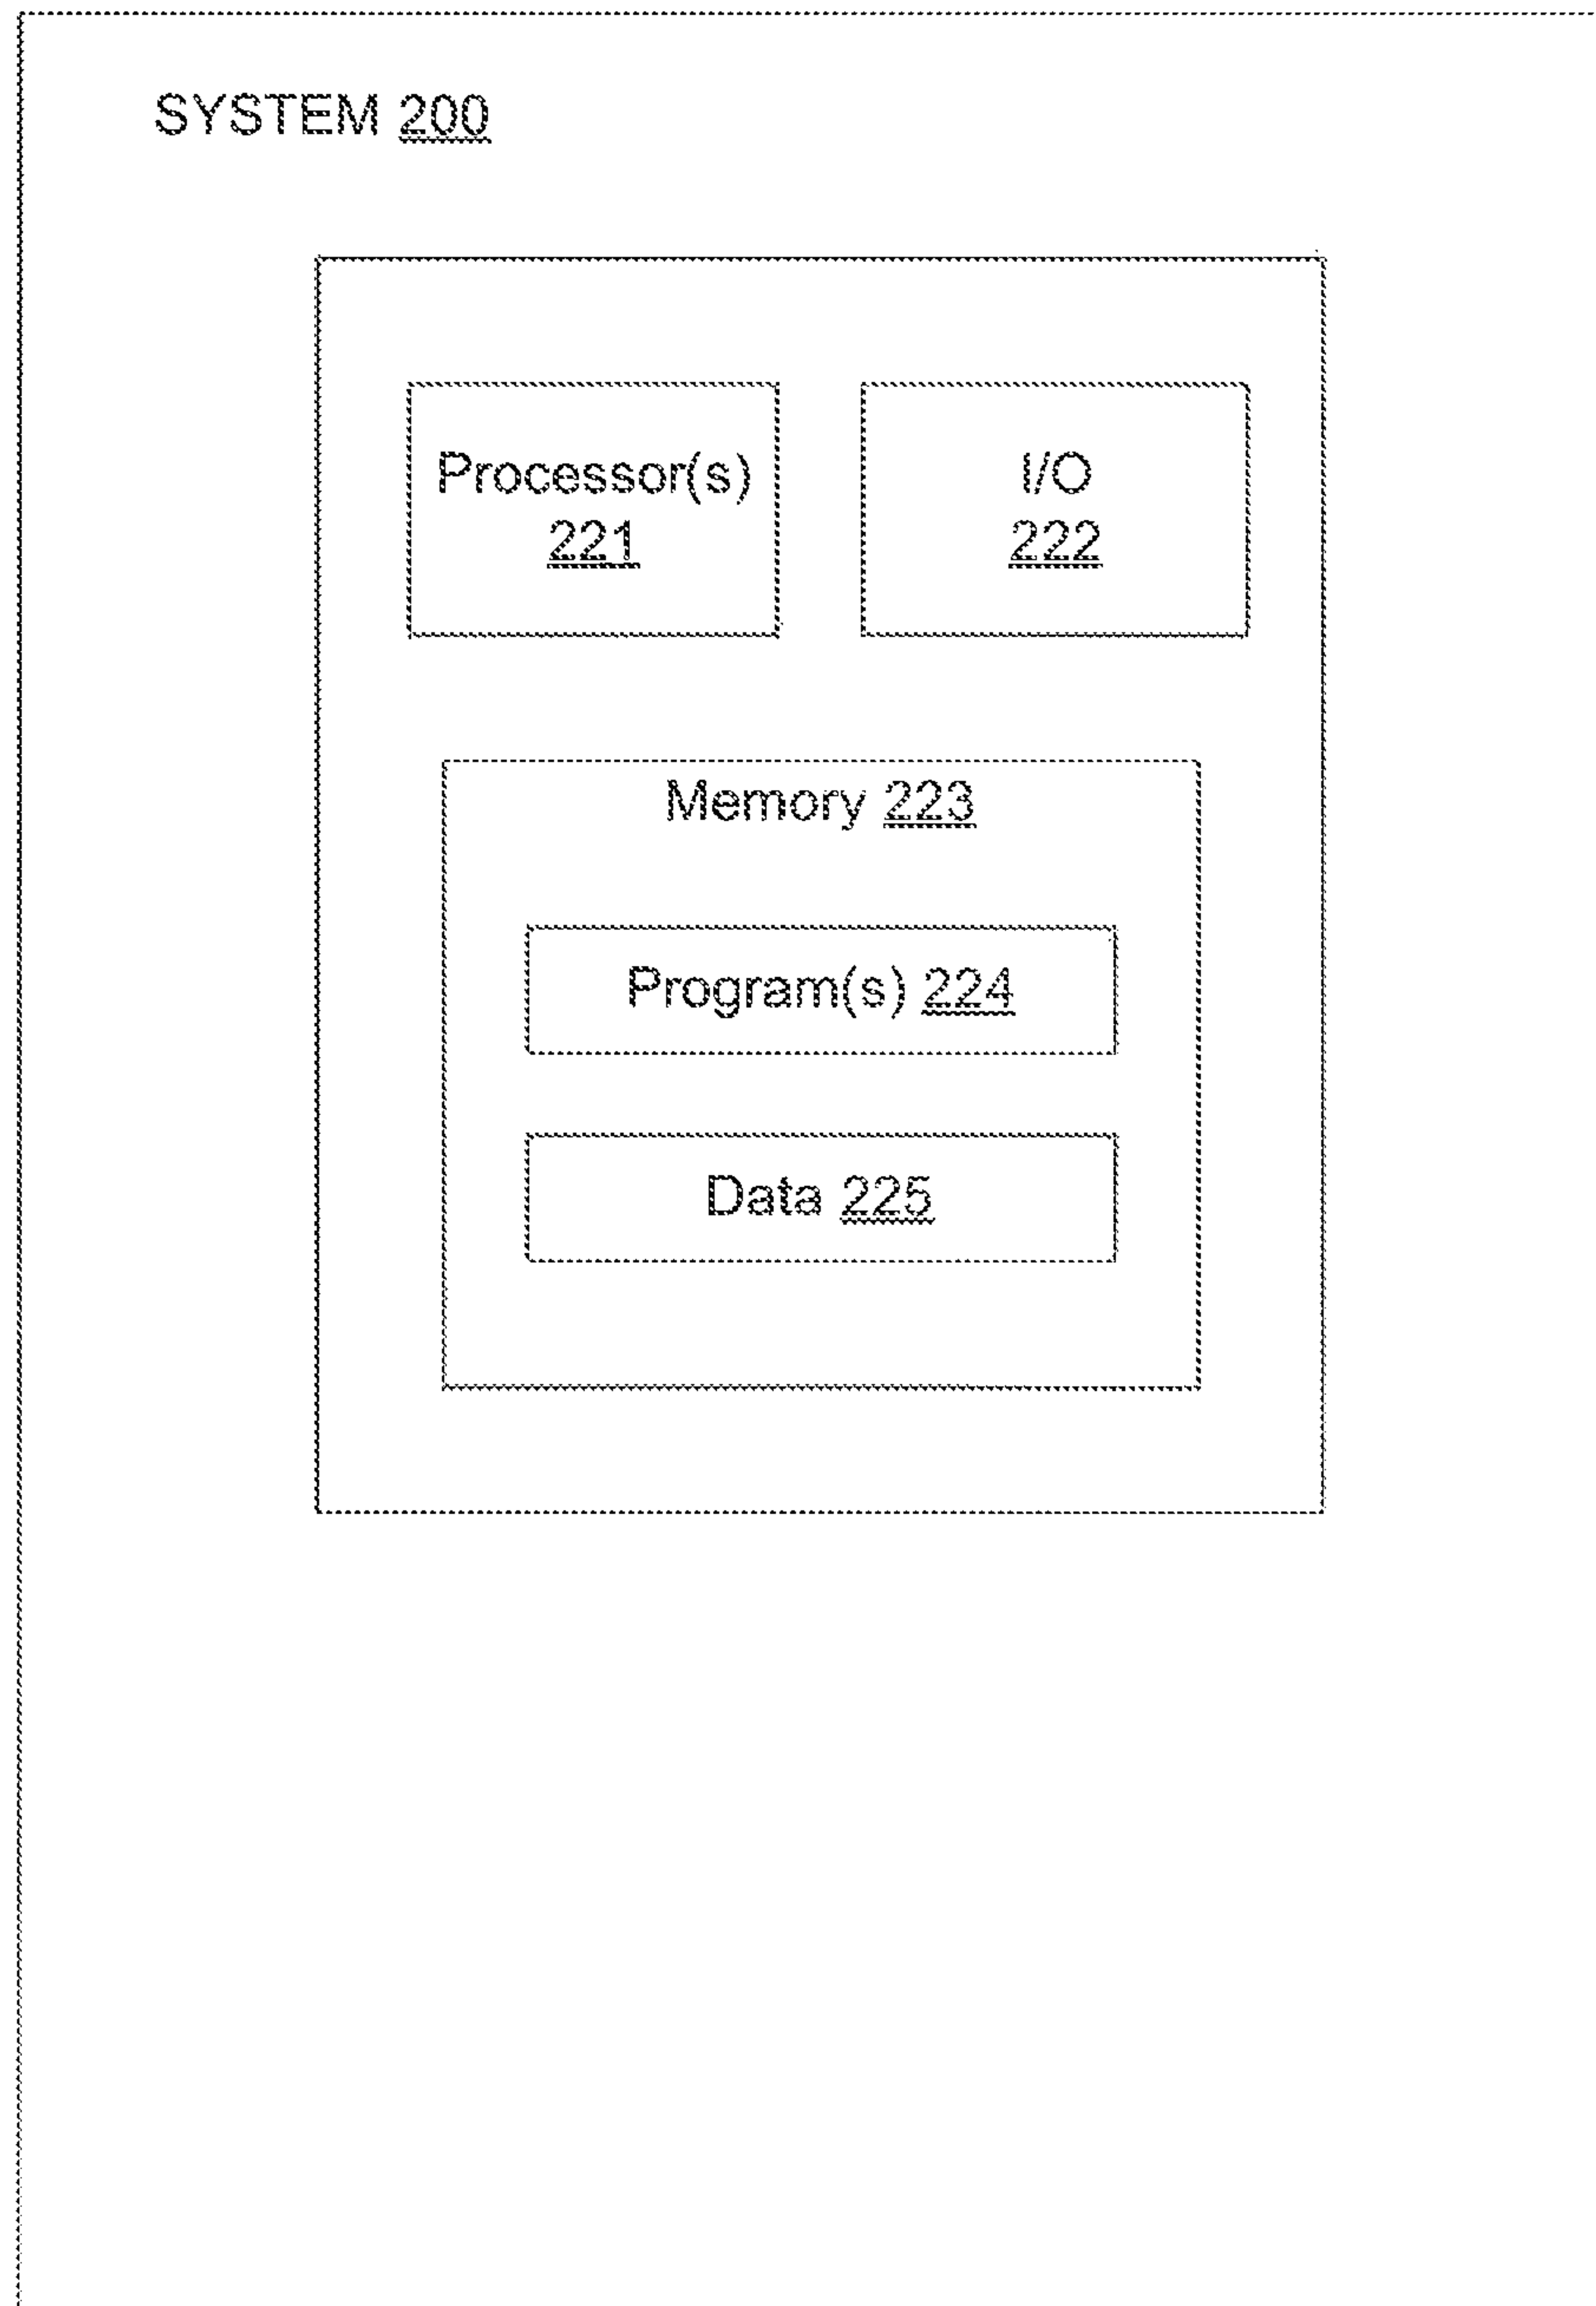 SYSTEM 200
Processor(s)
221
I/O
222
Memory 223
Program(s) 224
Data 225